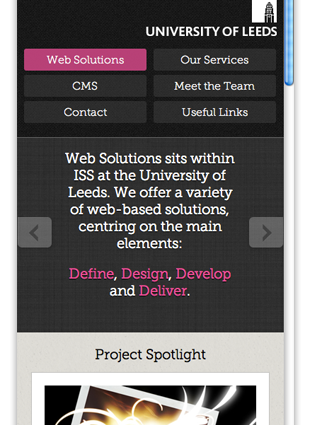 UNIVERSITY OF LEEDS
Web Solutions
Our Services
CMS
Meet the Team
Contact
Useful Links
Web Solutions sits within
ISS at the University of
Leeds. We offer a variety
of web-based solutions,
centring on the main
elements:
Define, Design, Develop
and Deliver.
Project Spotlight